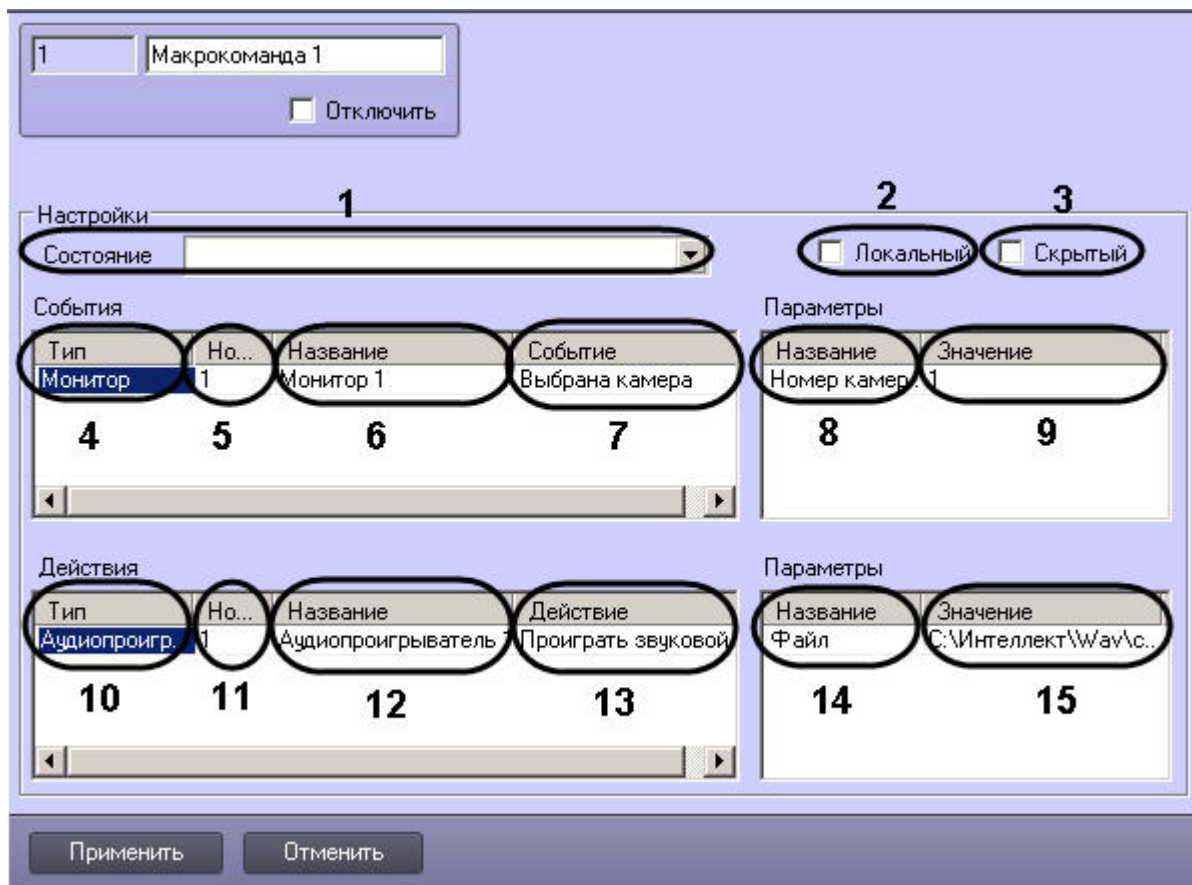 1 Макрокоманда 1
Отключить
1 2 3
Настройки
Состояние Локальный Скрытый
События Параметры
Тип Но... Название Событие Название Значение
Монитор 1 Монитор 1 Выбрана камера Номер камер. 1
4 5 6 7 8 9
Действия Параметры
Тип Но... Название Действие Название Значение
Аудиопроигр. 1 Аудиопроигрыватель 1 Проиграть звуковой Файл C:\Интеллект\Wav\c..
10 11 12 13 14 15
Применить Отменить